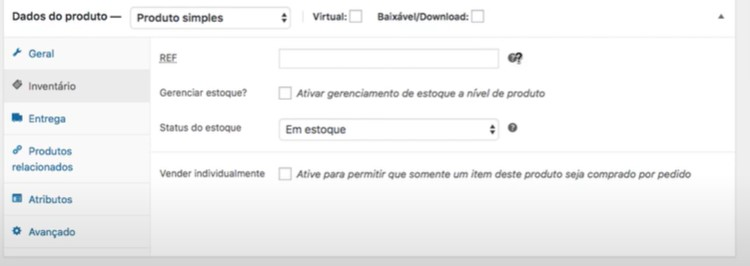 Dados do produto — Produto simples Virtual: Baixável/Download:
Geral
REF
Inventário
Gerenciar estoque? Ativar gerenciamento de estoque a nível de produto
Entrega
Status do estoque Em estoque
Produtos relacionados
Vender individualmente Ative para permitir que somente um item deste produto seja comprado por pedido
Atributos
Avançado